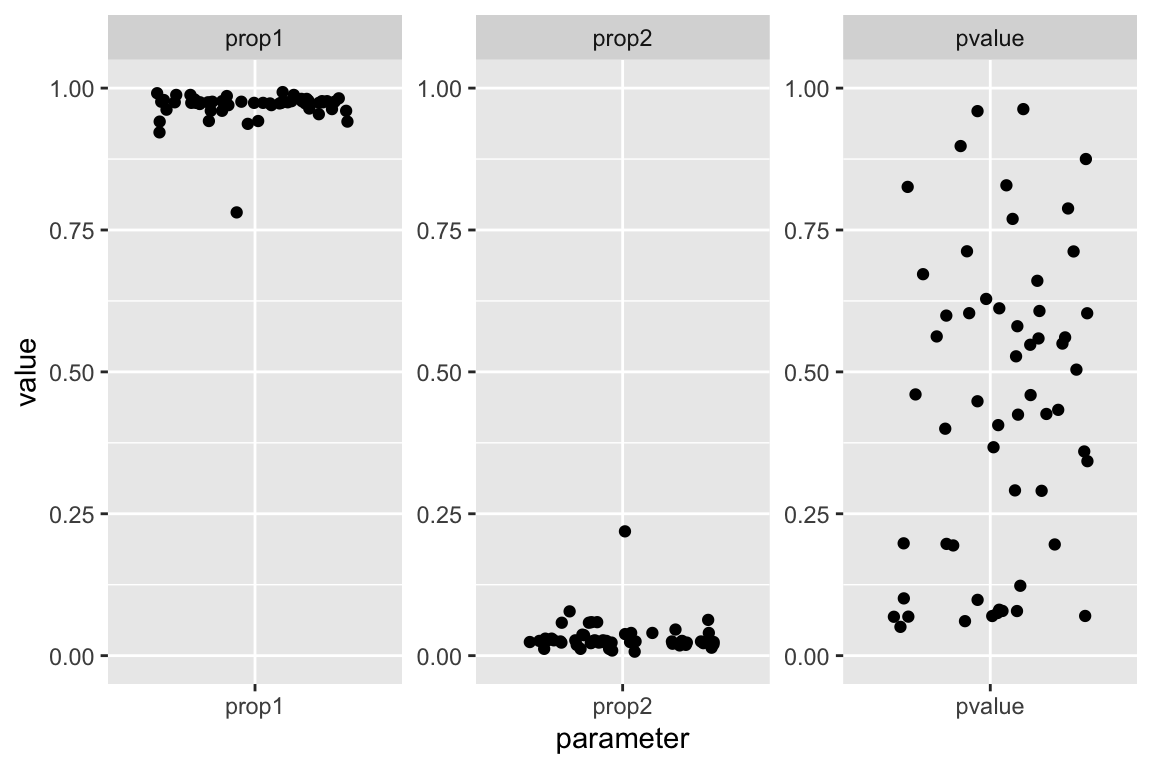 prop1 prop2 pvalue
1.00 1.00 1.00
0.75 0.75 0.75
value
0.50 0.50 0.50
0.25 0.25 0.25
0.00 0.00 0.00
prop1 prop2 pvalue
parameter